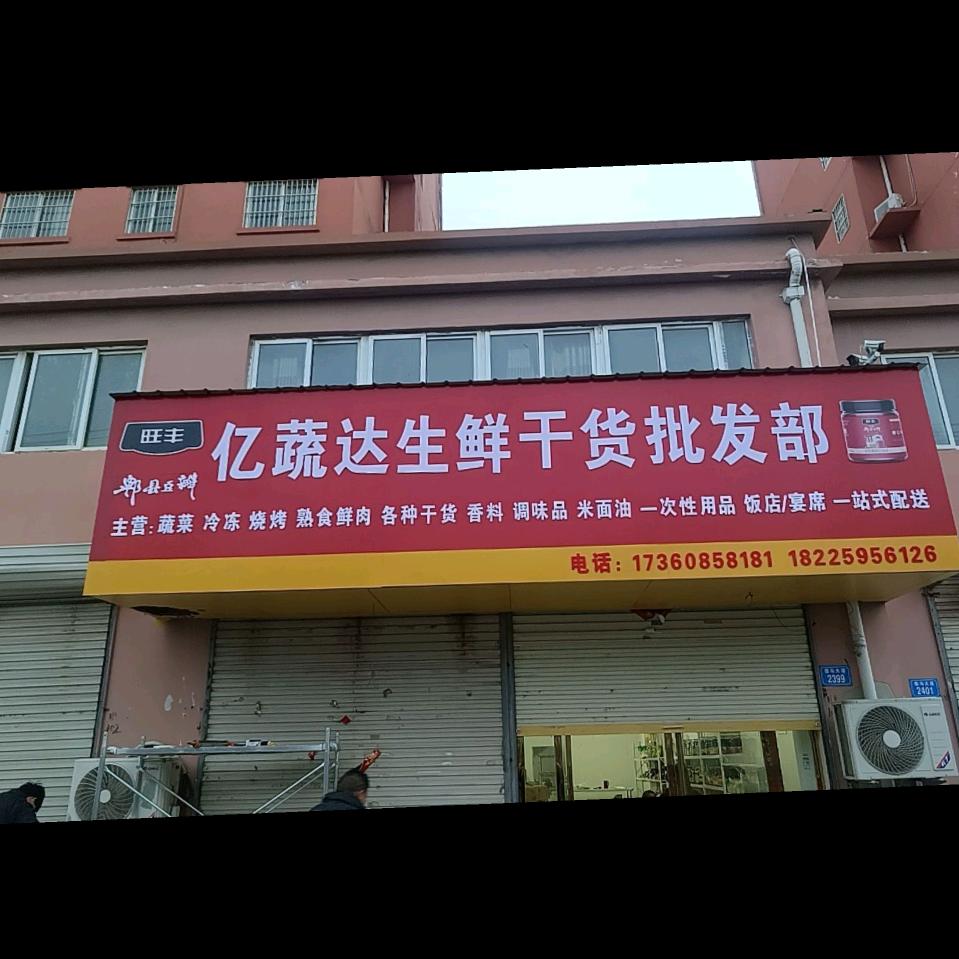 旺丰
亿蔬达生鲜干货批发部
郫县豆瓣
主营:蔬菜 冷冻 烧烤 熟食鲜肉 各种干货 香料 调味品 米面油 一次性用品 饭店/宴席 一站式配送
电话: 17360858181 18225956126
2399
2401